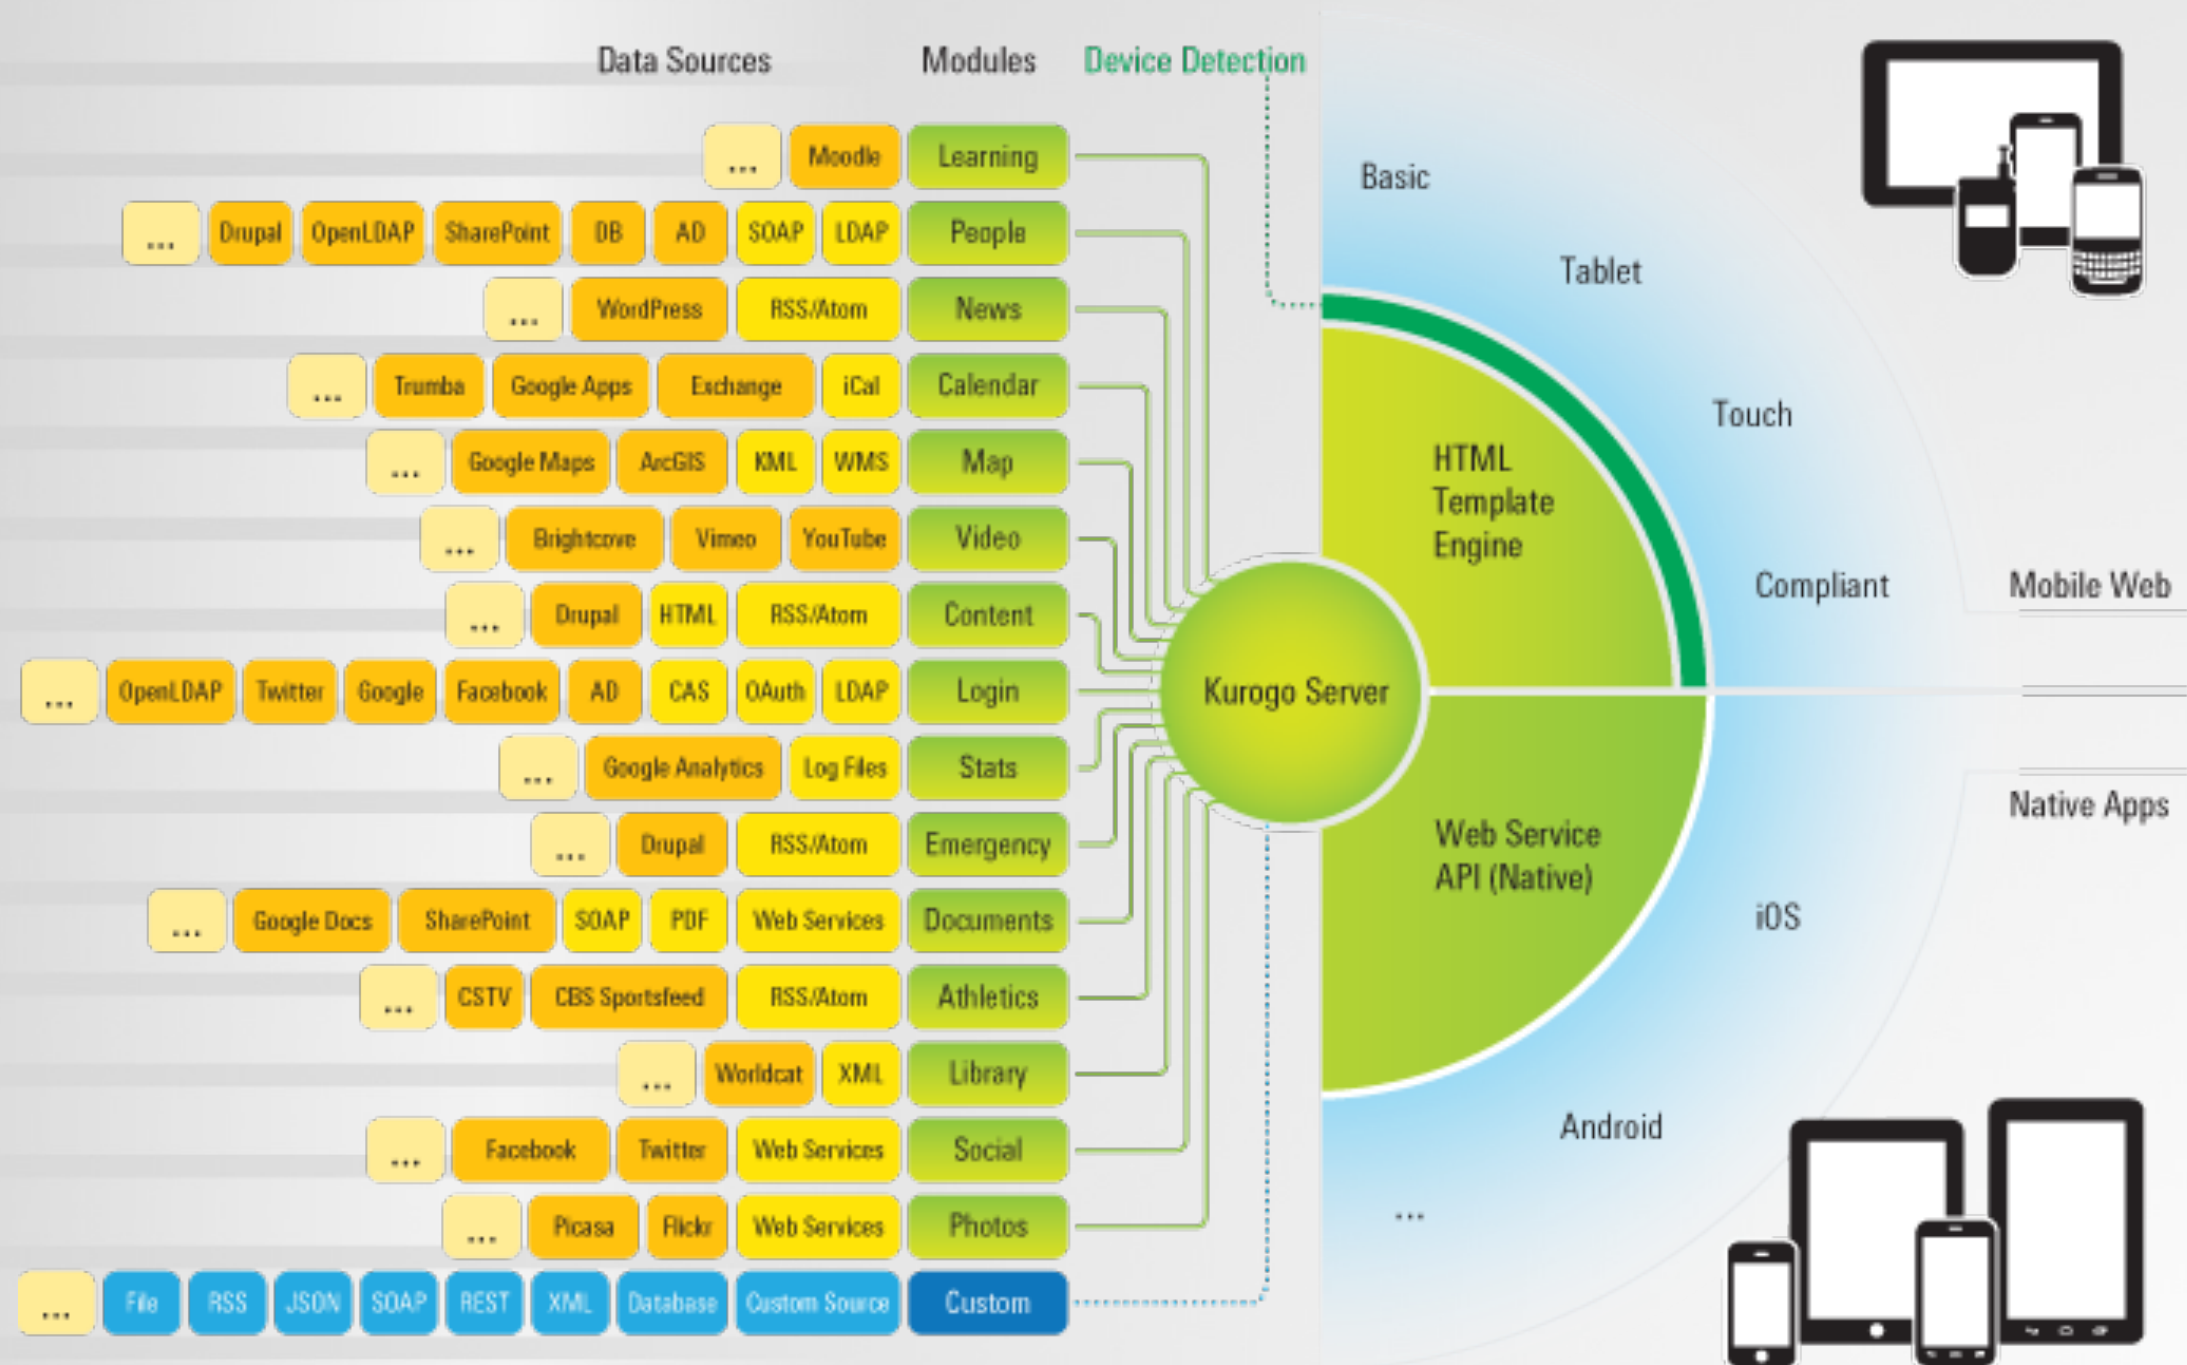 Data Sources Modules Device Detection
... Moodle Learning
... Drupal OpenLDAP SharePoint DB AD SOAP LDAP People
... WordPress RSS/Atom News
... Trumba Google Apps Exchange iCal Calendar
... Google Maps ArcGIS KML WMS Map
... Brightcove Vimeo YouTube Video
... Drupal HTML RSS/Atom Content
... OpenLDAP Twitter Google Facebook AD CAS OAuth LDAP Login
... Google Analytics Log Files Stats
... Drupal RSS/Atom Emergency
... Google Docs SharePoint SOAP PDF Web Services Documents
... CSTV CBS Sportsfeed RSS/Atom Athletics
... Worldcat XML Library
... Facebook Twitter Web Services Social
... Picasa Flickr Web Services Photos
... File RSS JSON SOAP REST XML Database Custom Source Custom
Kurogo Server
HTML
Template
Engine
Web Service
API (Native)
Basic
Tablet
Touch
Compliant
Mobile Web
Native Apps
iOS
Android
...